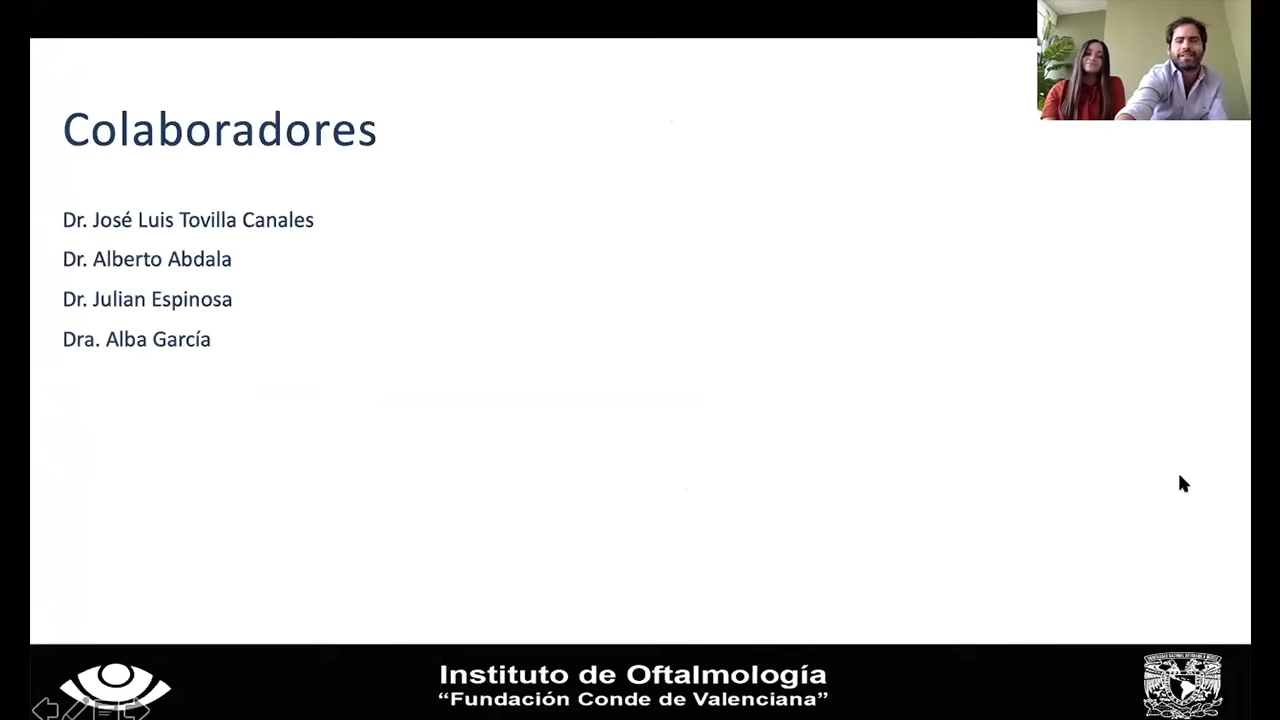 Colaboradores
Dr. José Luis Tovilla Canales
Dr. Alberto Abdala
Dr. Julian Espinosa
Dra. Alba García
Instituto de Oftalmología
“Fundación Conde de Valenciana”